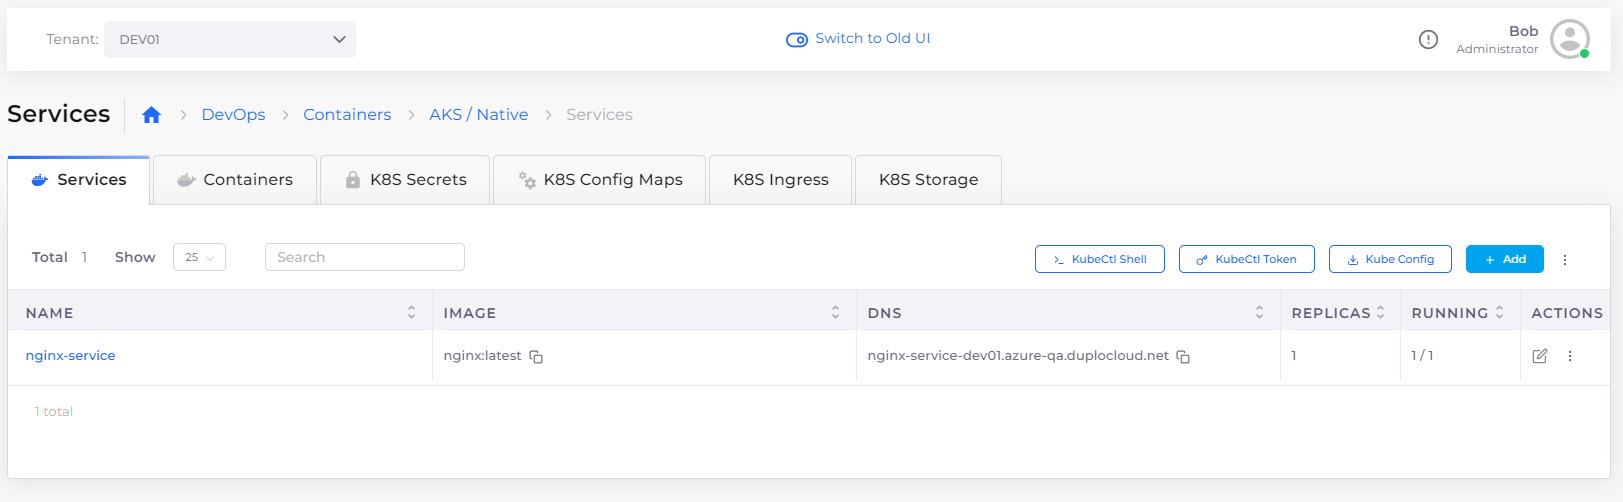 Tenant: DEV01 Switch to Old UI Bob
Administrator
Services DevOps Containers AKS / Native Services
Services Containers K8S Secrets K8S Config Maps K8S Ingress K8S Storage
Total 1 Show 25 Search KubeCtl Shell KubeCtl Token Kube Config + Add
NAME IMAGE DNS REPLICAS RUNNING ACTIONS
nginx-service nginx:latest nginx-service-dev01.azure-qa.duplocloud.net 1 1 / 1
1 total